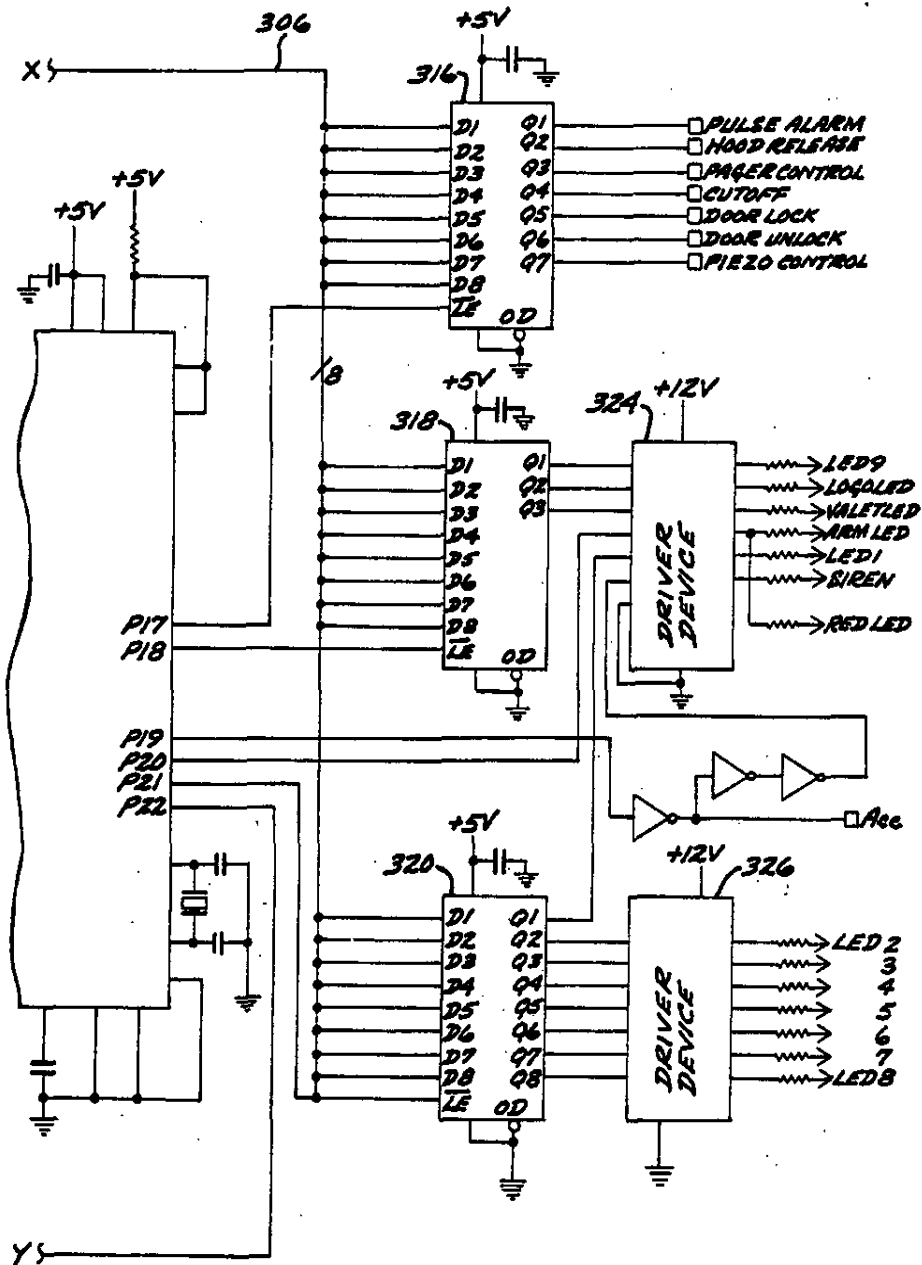 306
X
+5V
316
D1
D2
D3
D4
D5
D6
D7
D8
LE
Q1
Q2
Q3
Q4
Q5
Q6
Q7
OD
PULSE ALARM
HOOD RELEASE
PAGER CONTROL
CUTOFF
DOOR LOCK
DOOR UNLOCK
PIEZO CONTROL
+5V
+5V
8
+5V
318
D1
D2
D3
D4
D5
D6
D7
D8
LE
Q1
Q2
Q3
OD
324
+12V
DRIVER
DEVICE
LED9
LOGOLED
VALETLED
ARM LED
LED1
SIREN
RED LED
P17
P18
P19
P20
P21
P22
Acc
+5V
320
D1
D2
D3
D4
D5
D6
D7
D8
LE
Q1
Q2
Q3
Q4
Q5
Q6
Q7
Q8
OD
+12V
326
DRIVER
DEVICE
LED 2
3
4
5
6
7
LED8
Y